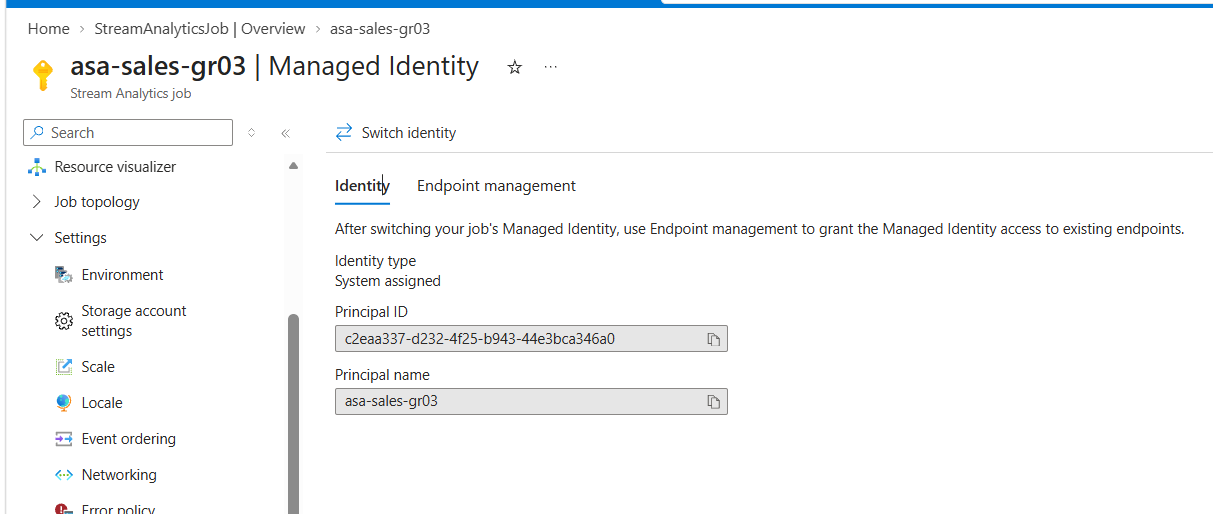 Home > StreamAnalyticsJob | Overview > asa-sales-gr03
asa-sales-gr03 | Managed Identity
Stream Analytics job
Search
Switch identity
Resource visualizer
Job topology
Settings
Environment
Storage account
settings
Scale
Locale
Event ordering
Networking
Error policy
Identity
Endpoint management
After switching your job's Managed Identity, use Endpoint management to grant the Managed Identity access to existing endpoints.
Identity type
System assigned
Principal ID
c2eaa337-d232-4f25-b943-44e3bca346a0
Principal name
asa-sales-gr03